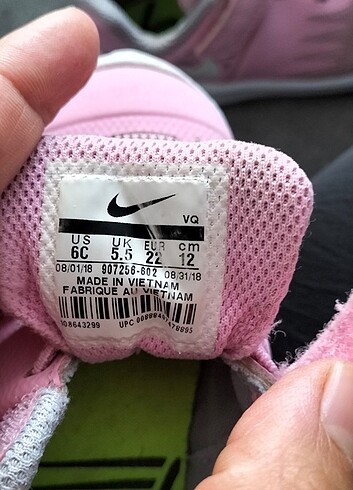 VQ
US UK EUR cm
6C 5.5 22 12
08/01/18 907256-602 08/31/18
MADE IN VIETNAM
FABRIQUE AU VIETNAM
UPC